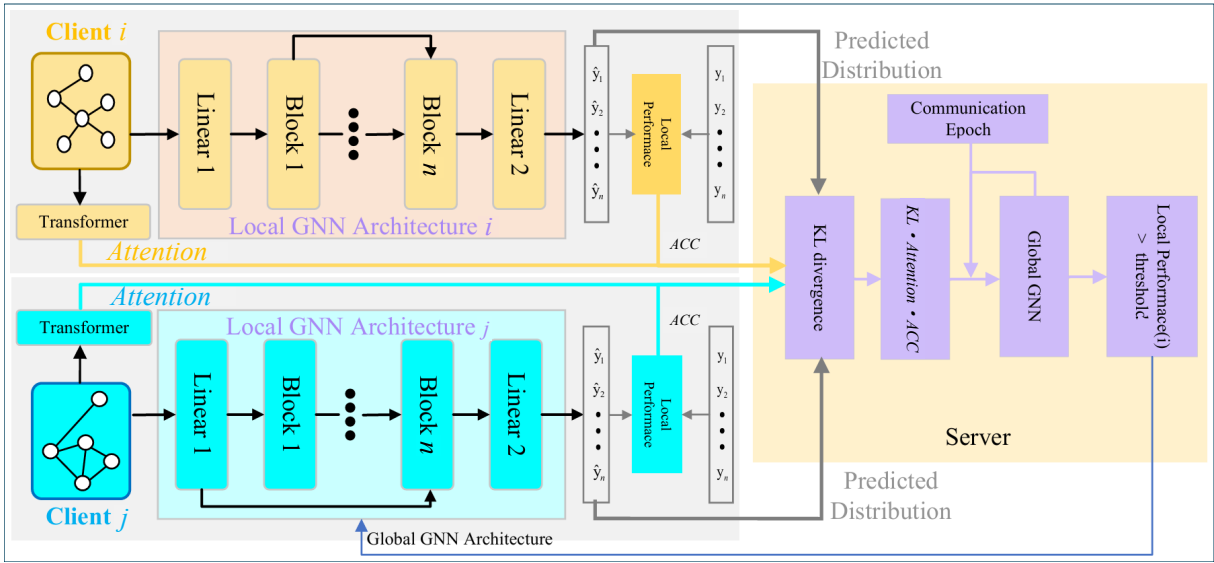 Client i
Linear 1
Block 1
Block n
Linear 2
Local GNN Architecture i
Transformer
Attention
ŷ1
ŷ2
ŷn
Local
Performace
y1
y2
yn
ACC
Predicted
Distribution
Communication
Epoch
KL divergence
KL • Attention • ACC
Global GNN
Local Performace(i)
> threshold
Server
Attention
Transformer
Local GNN Architecture j
Linear 1
Block 1
Block n
Linear 2
Client j
ŷ1
ŷ2
ŷn
Local
Performace
y1
y2
yn
ACC
Predicted
Distribution
Global GNN Architecture